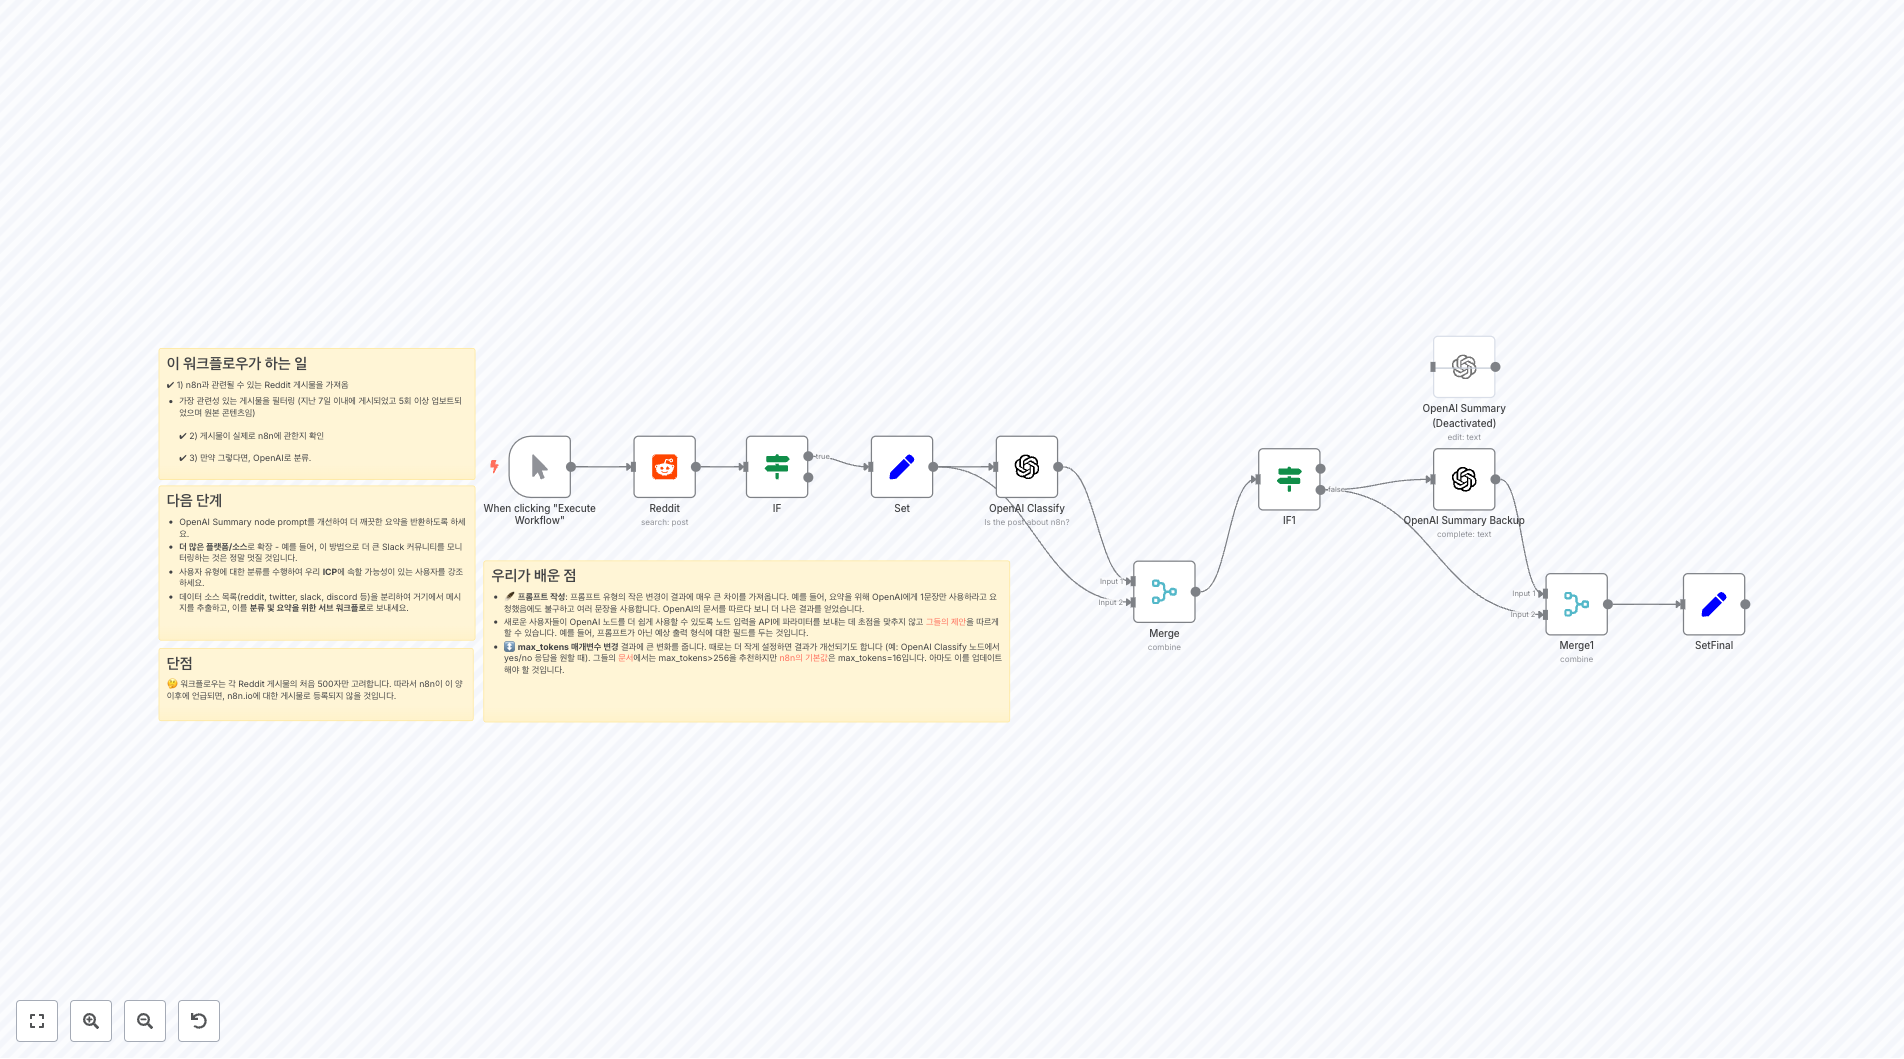 이 워크플로우가 하는 일
✔ 1) n8n과 관련될 수 있는 Reddit 게시물을 가져옴
• 가장 관련성 있는 게시물을 필터링 (지난 7일 이내에 게시되었고 5회 이상 업보트되
었으며 원본 콘텐츠임)
✔ 2) 게시물이 실제로 n8n에 관한지 확인
✔ 3) 만약 그렇다면, OpenAI로 분류.
다음 단계
• OpenAI Summary node prompt를 개선하여 더 깨끗한 요약을 반환하도록 하세
요.
• 더 많은 플랫폼/소스로 확장 - 예를 들어, 이 방법으로 더 큰 Slack 커뮤니티를 모니
터링하는 것은 정말 멋질 것입니다.
• 사용자 유형에 대한 분류를 수행하여 우리 ICP에 속할 가능성이 있는 사용자를 강조
하세요.
• 데이터 소스 목록(reddit, twitter, slack, discord 등)을 분리하여 거기에서 메시
지를 추출하고, 이를 분류 및 요약을 위한 서브 워크플로로 보내세요.
단점
🤔 워크플로우는 각 Reddit 게시물의 처음 500자만 고려합니다. 따라서 n8n이 이 양
이후에 언급되면, n8n.io에 대한 게시물로 등록되지 않을 것입니다.
우리가 배운 점
• 🪶 프롬프트 작성: 프롬프트 유형의 작은 변경이 결과에 매우 큰 차이를 가져옵니다. 예를 들어, 요약을 위해 OpenAI에게 1문장만 사용하라고 요
청했음에도 불구하고 여러 문장을 사용합니다. OpenAI의 문서를 따르다 보니 더 나은 결과를 얻었습니다.
• 새로운 사용자들이 OpenAI 노드를 더 쉽게 사용할 수 있도록 노드 입력을 API에 파라미터를 보내는 데 초점을 맞추지 않고 그들의 제안을 따르게
할 수 있습니다. 예를 들어, 프롬프트가 아닌 예상 출력 형식에 대한 필드를 두는 것입니다.
• ↕️ max_tokens 매개변수 변경 결과에 큰 변화를 줍니다. 때로는 더 작게 설정하면 결과가 개선되기도 합니다 (예: OpenAI Classify 노드에서
yes/no 응답을 원할 때). 그들의 문서에서는 max_tokens>256을 추천하지만 n8n의 기본값은 max_tokens=16입니다. 아마도 이를 업데이트
해야 할 것입니다.
When clicking "Execute
Workflow"
Reddit
search: post
IF
true
Set
OpenAI Classify
Is the post about n8n?
Input 1
Input 2
Merge
combine
IF1
false
OpenAI Summary
(Deactivated)
edit: text
OpenAI Summary Backup
complete: text
Input 1
Input 2
Merge1
combine
SetFinal